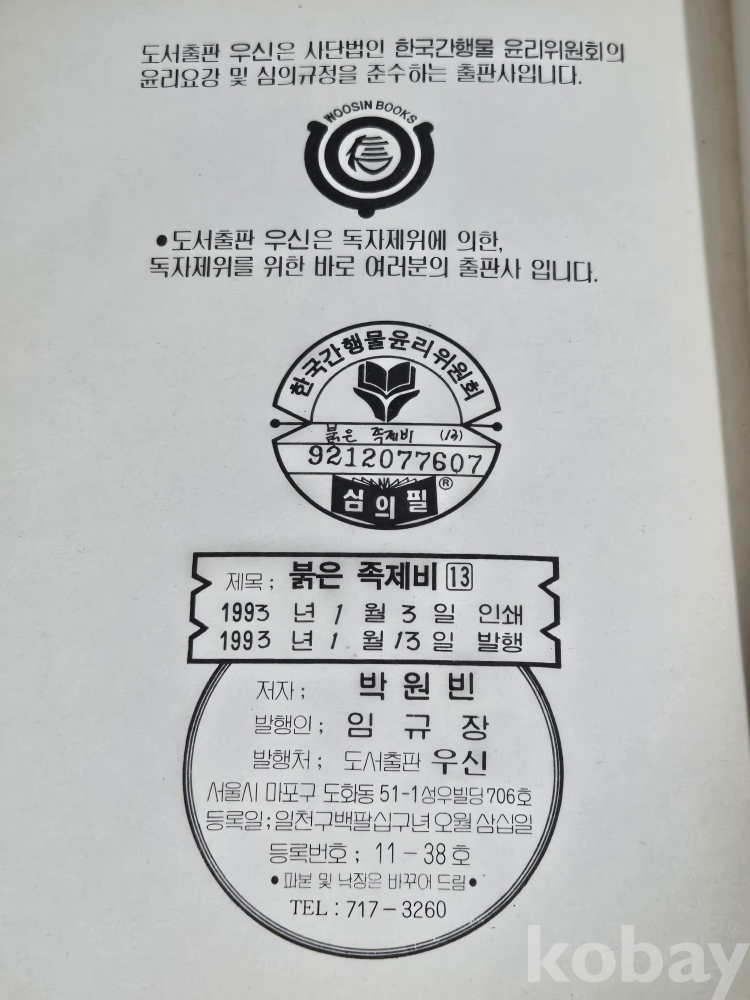 도서출판 우신은 사단법인 한국간행물 윤리위원회의
윤리요강 및 심의규정을 준수하는 출판사입니다.
WOOSIN BOOKS
信
●도서출판 우신은 독자제위에 의한,
독자제위를 위한 바로 여러분의 출판사 입니다.
한국간행물윤리위원회
붉은 족제비 (13)
9212077607
심의필 ®
제목 ; 붉은 족제비 13
1993 년 1 월 3 일 인쇄
1993 년 1 월 13 일 발행
저자 ; 박 원 빈
발행인 ; 임 규 장
발행처 ; 도서출판 우신
서울시 마포구 도화동 51-1성우빌딩706호
등록일 ; 일천구백팔십구년 오월 삼십일
등록번호 ; 11-38호
●파본 및 낙장은 바꾸어 드림●
TEL : 717-3260
kobay